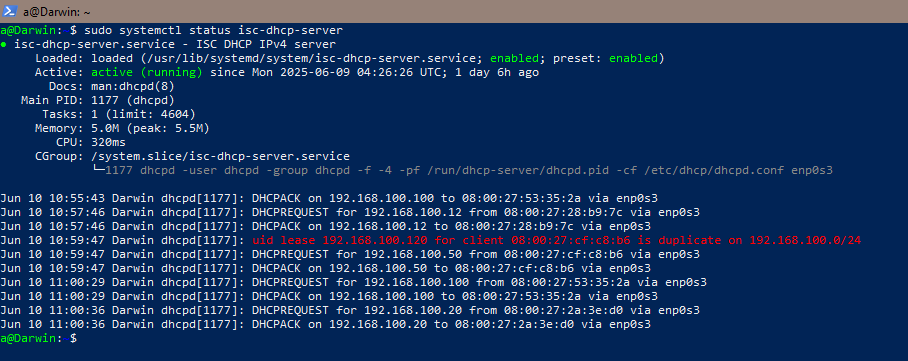 a@Darwin: ~
a@Darwin:~$ sudo systemctl status isc-dhcp-server
● isc-dhcp-server.service - ISC DHCP IPv4 server
Loaded: loaded (/usr/lib/systemd/system/isc-dhcp-server.service; enabled; preset: enabled)
Active: active (running) since Mon 2025-06-09 04:26:26 UTC; 1 day 6h ago
Docs: man:dhcpd(8)
Main PID: 1177 (dhcpd)
Tasks: 1 (limit: 4604)
Memory: 5.0M (peak: 5.5M)
CPU: 320ms
CGroup: /system.slice/isc-dhcp-server.service
└─1177 dhcpd -user dhcpd -group dhcpd -f -4 -pf /run/dhcp-server/dhcpd.pid -cf /etc/dhcp/dhcpd.conf enp0s3
Jun 10 10:55:43 Darwin dhcpd[1177]: DHCPACK on 192.168.100.100 to 08:00:27:53:35:2a via enp0s3
Jun 10 10:57:46 Darwin dhcpd[1177]: DHCPREQUEST for 192.168.100.12 from 08:00:27:28:b9:7c via enp0s3
Jun 10 10:57:46 Darwin dhcpd[1177]: DHCPACK on 192.168.100.12 to 08:00:27:28:b9:7c via enp0s3
Jun 10 10:59:47 Darwin dhcpd[1177]: uid lease 192.168.100.120 for client 08:00:27:cf:c8:b6 is duplicate on 192.168.100.0/24
Jun 10 10:59:47 Darwin dhcpd[1177]: DHCPREQUEST for 192.168.100.50 from 08:00:27:cf:c8:b6 via enp0s3
Jun 10 10:59:47 Darwin dhcpd[1177]: DHCPACK on 192.168.100.50 to 08:00:27:cf:c8:b6 via enp0s3
Jun 10 11:00:29 Darwin dhcpd[1177]: DHCPREQUEST for 192.168.100.100 from 08:00:27:53:35:2a via enp0s3
Jun 10 11:00:29 Darwin dhcpd[1177]: DHCPACK on 192.168.100.100 to 08:00:27:53:35:2a via enp0s3
Jun 10 11:00:36 Darwin dhcpd[1177]: DHCPREQUEST for 192.168.100.20 from 08:00:27:2a:3e:d0 via enp0s3
Jun 10 11:00:36 Darwin dhcpd[1177]: DHCPACK on 192.168.100.20 to 08:00:27:2a:3e:d0 via enp0s3
a@Darwin:~$